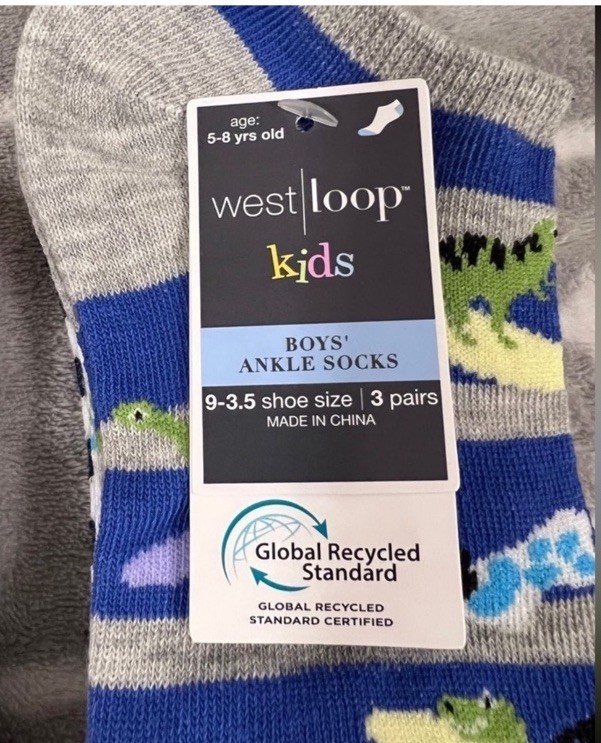 age:
5-8 yrs old
west|loop™
kids
BOYS'
ANKLE SOCKS
9-3.5 shoe size | 3 pairs
MADE IN CHINA
Global Recycled
Standard
GLOBAL RECYCLED
STANDARD CERTIFIED